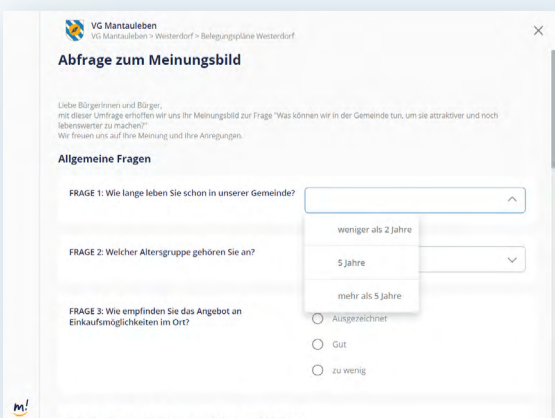 VG Mantauleben
VG Mantauleben > Westerdorf > Belegungspläne Westerdorf
Abfrage zum Meinungsbild
Liebe Bürgerinnen und Bürger,
mit dieser Umfrage erhoffen wir uns Ihr Meinungsbild zur Frage "Was können wir in der Gemeinde tun, um sie attraktiver und noch
lebenswerter zu machen?"
Wir freuen uns auf Ihre Meinung und Ihre Anregungen.
Allgemeine Fragen
FRAGE 1: Wie lange leben Sie schon in unserer Gemeinde?
weniger als 2 Jahre
5 Jahre
mehr als 5 Jahre
FRAGE 2: Welcher Altersgruppe gehören Sie an?
FRAGE 3: Wie empfinden Sie das Angebot an
Einkaufsmöglichkeiten im Ort?
Ausgezeichnet
Gut
zu wenig
m!